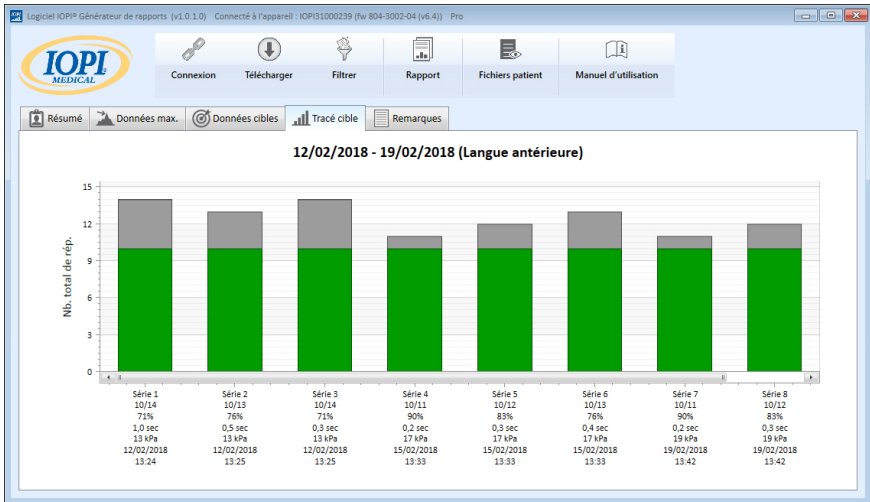 Logiciel IOPI® Générateur de rapports (v1.0.1.0) Connecté à l'appareil : IOPI31000239 (fw 804-3002-04 (v6.4)) Pro
IOPI
MEDICAL
Connexion Télécharger Filtrer Rapport Fichiers patient Manuel d'utilisation
Résumé Données max. Données cibles Tracé cible Remarques
12/02/2018 - 19/02/2018 (Langue antérieure)
Nb. total de rép.
15
12
9
6
3
0
Série 1 Série 2 Série 3 Série 4 Série 5 Série 6 Série 7 Série 8
10/14 10/13 10/14 10/11 10/12 10/13 10/11 10/12
71% 76% 71% 90% 83% 76% 90% 83%
1,0 sec 0,5 sec 0,3 sec 0,2 sec 0,3 sec 0,4 sec 0,2 sec 0,3 sec
13 kPa 13 kPa 13 kPa 17 kPa 17 kPa 17 kPa 19 kPa 19 kPa
12/02/2018 12/02/2018 12/02/2018 15/02/2018 15/02/2018 15/02/2018 19/02/2018 19/02/2018
13:24 13:25 13:25 13:33 13:33 13:33 13:42 13:42